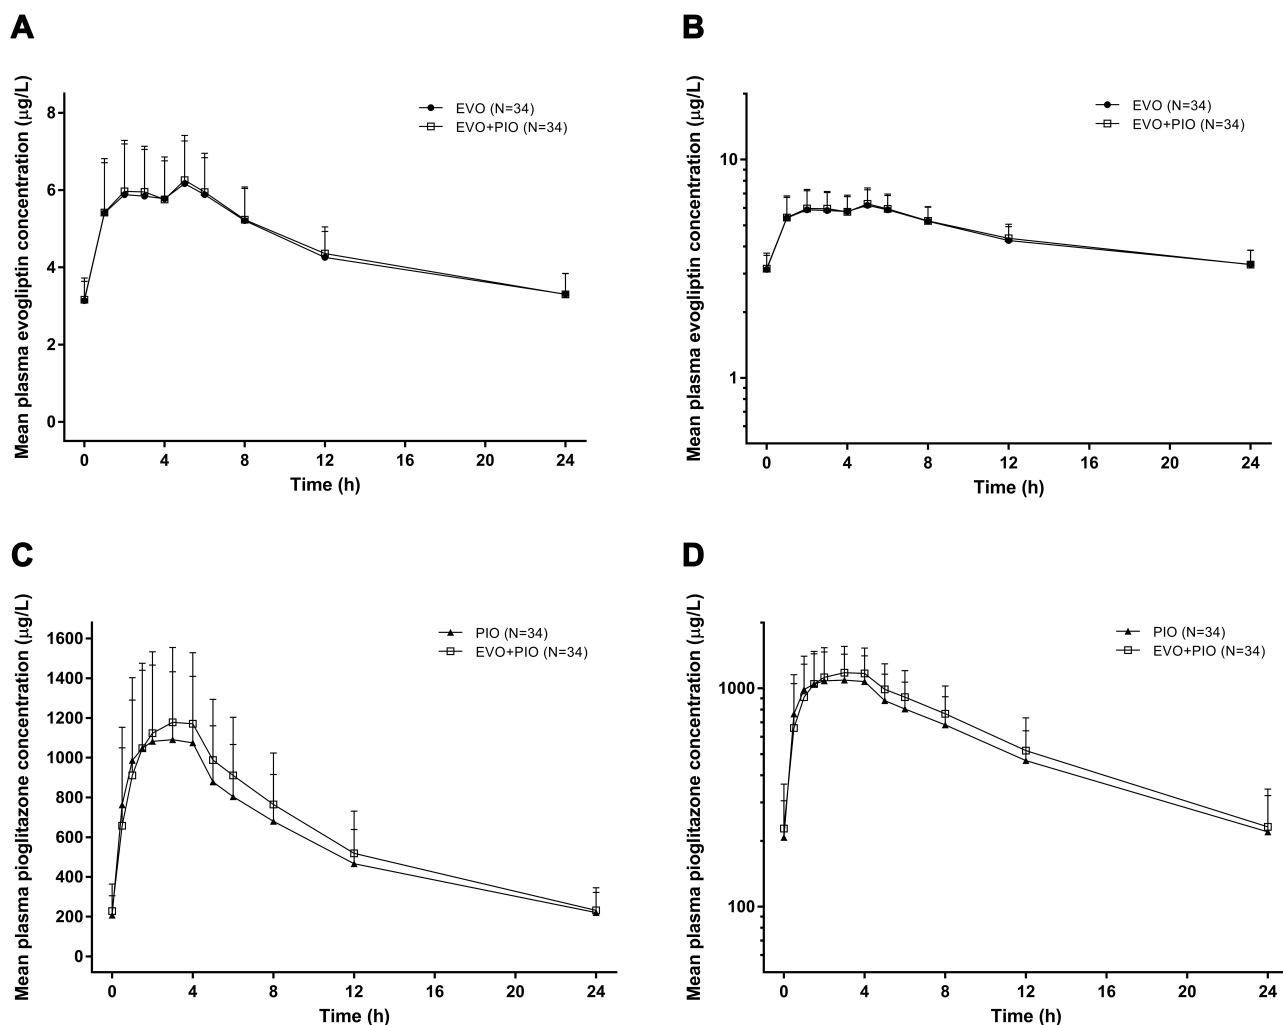 A
Mean plasma evogliptin concentration (μg/L)
8
6
4
2
0
EVO (N=34)
EVO+PIO (N=34)
0 4 8 12 16 20 24
Time (h)
B
Mean plasma evogliptin concentration (μg/L)
10
1
EVO (N=34)
EVO+PIO (N=34)
0 4 8 12 16 20 24
Time (h)
C
Mean plasma pioglitazone concentration (μg/L)
1600
1400
1200
1000
800
600
400
200
0
PIO (N=34)
EVO+PIO (N=34)
0 4 8 12 16 20 24
Time (h)
D
Mean plasma pioglitazone concentration (μg/L)
1000
100
PIO (N=34)
EVO+PIO (N=34)
0 4 8 12 16 20 24
Time (h)